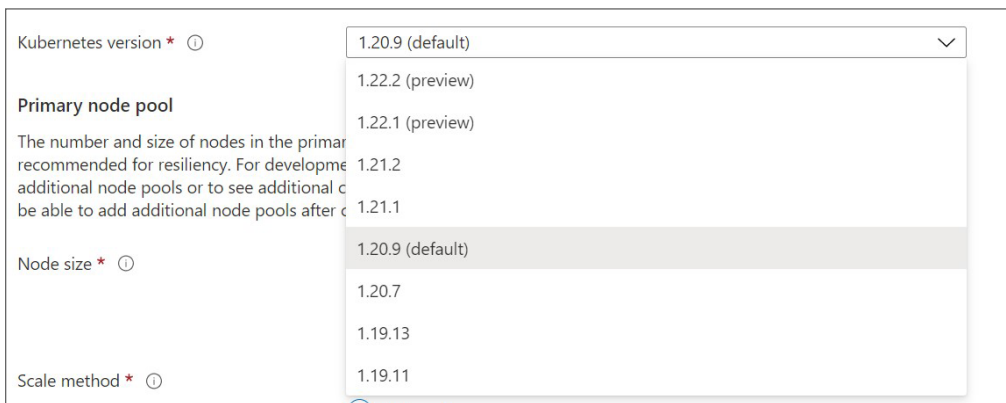 Kubernetes version *
1.20.9 (default)
1.22.2 (preview)
1.22.1 (preview)
1.21.2
1.21.1
1.20.9 (default)
1.20.7
1.19.13
1.19.11
Primary node pool
The number and size of nodes in the
recommended for resiliency. For
additional node pools or to see additional
be able to add additional node pools after
Node size *
Scale method *